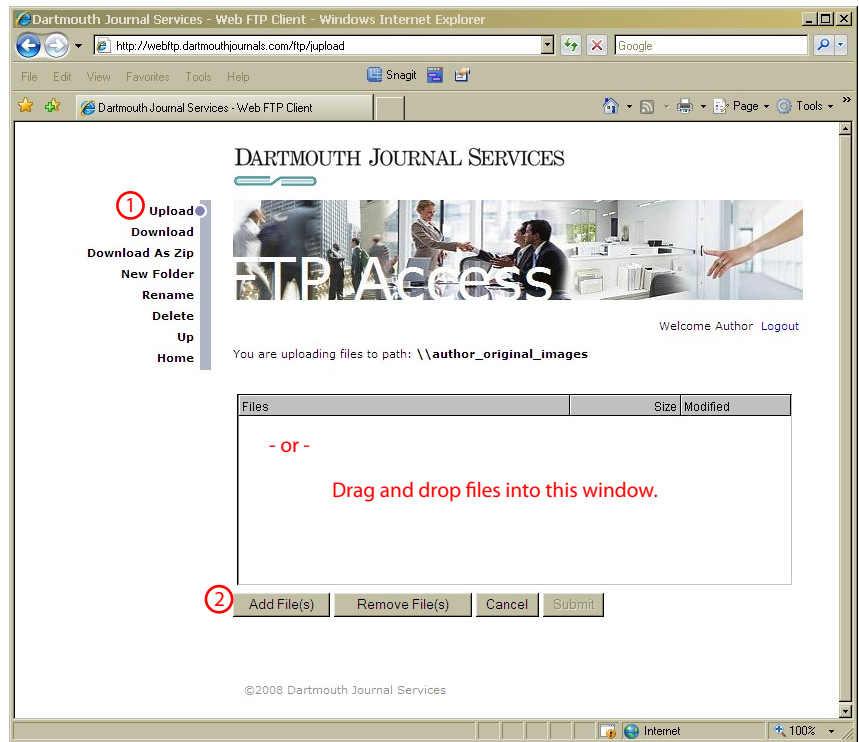 Dartmouth Journal Services - Web FTP Client - Windows Internet Explorer
http://webftp.dartmouthjournals.com/ftp/jupload
Google
File Edit View Favorites Tools Help
Snagit
Dartmouth Journal Services - Web FTP Client
Page
Tools
»
DARTMOUTH JOURNAL SERVICES
1
Upload
Download
Download As Zip
New Folder
Rename
Delete
Up
Home
FTP Access
Welcome Author Logout
You are uploading files to path: \\author_original_images
Files Size Modified
- or -
Drag and drop files into this window.
2
Add File(s) Remove File(s) Cancel Submit
©2008 Dartmouth Journal Services
Internet 100%